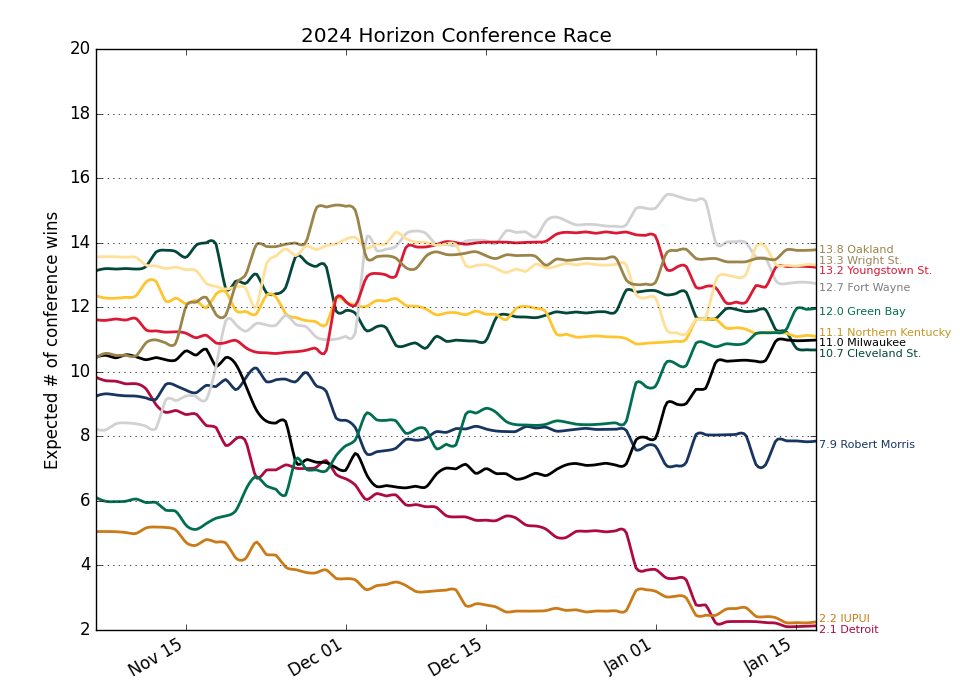 2024 Horizon Conference Race
Expected # of conference wins
20
18
16
14
12
10
8
6
4
2
Nov 15
Dec 01
Dec 15
Jan 01
Jan 15
13.8 Oakland
13.3 Wright St.
13.2 Youngstown St.
12.7 Fort Wayne
12.0 Green Bay
11.1 Northern Kentucky
11.0 Milwaukee
10.7 Cleveland St.
7.9 Robert Morris
2.2 IUPUI
2.1 Detroit